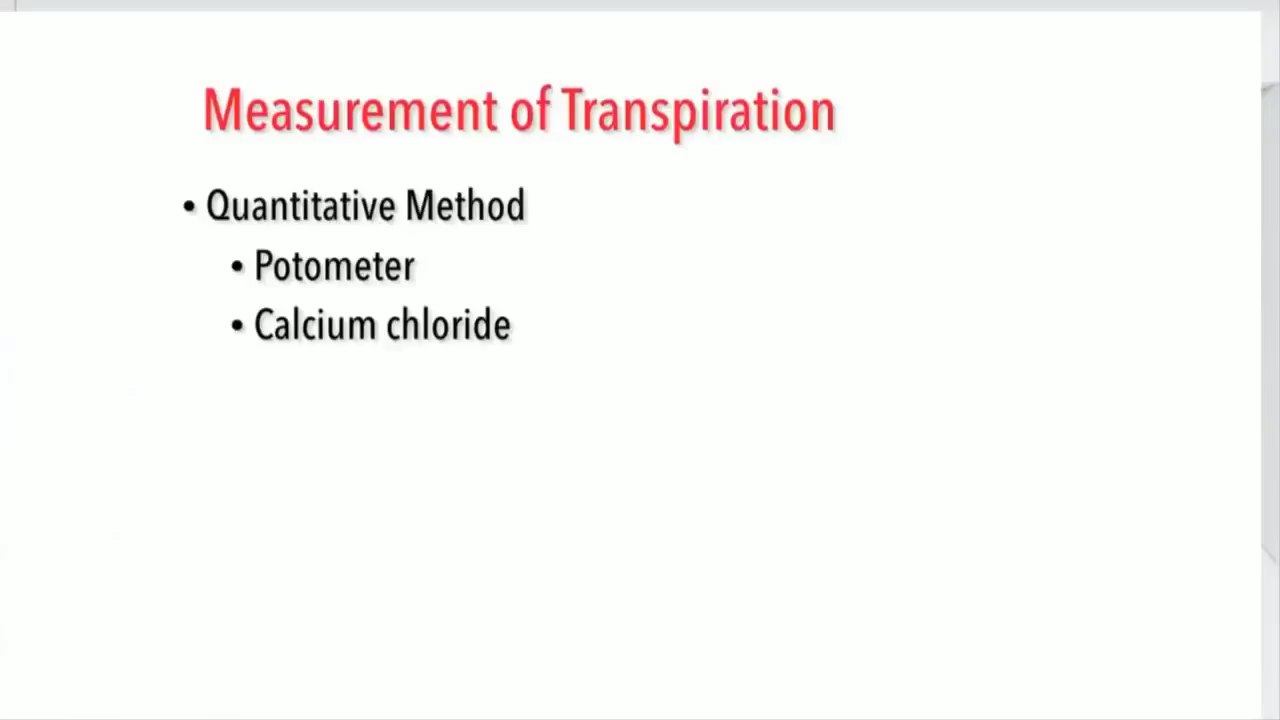 Measurement of Transpiration
• Quantitative Method
• Potometer
• Calcium chloride